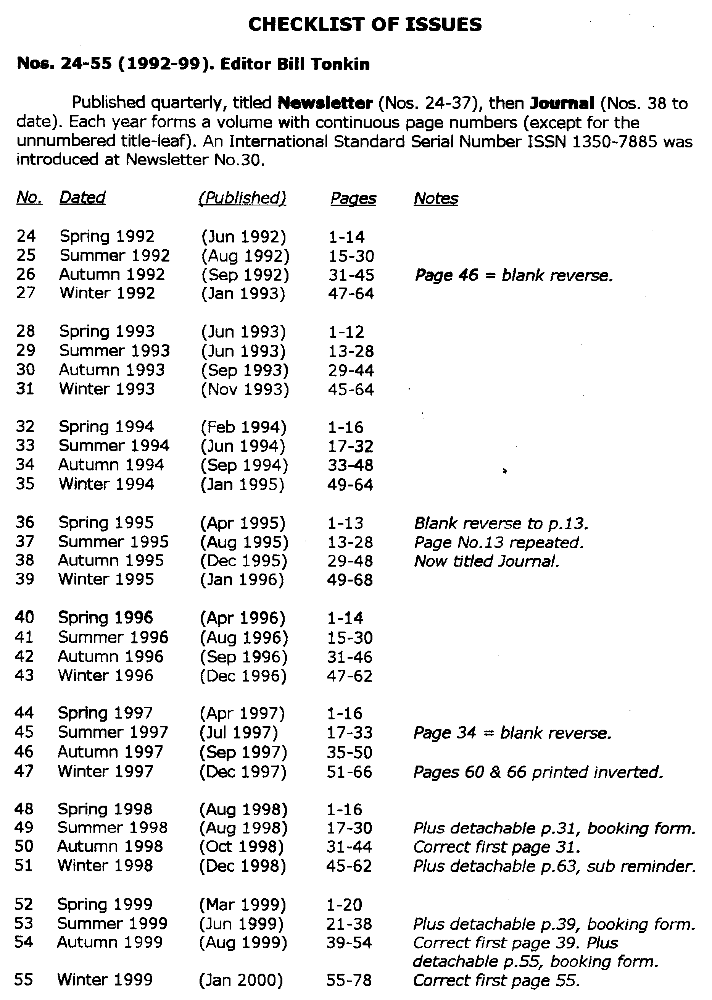 CHECKLIST OF ISSUES
Nos. 24-55 (1992-99). Editor Bill Tonkin
Published quarterly, titled Newsletter (Nos. 24-37), then Journal (Nos. 38 to
date). Each year forms a volume with continuous page numbers (except for the
unnumbered title-leaf). An International Standard Serial Number ISSN 1350-7885 was
introduced at Newsletter No.30.
No. Dated (Published) Pages Notes
24 Spring 1992 (Jun 1992) 1-14
25 Summer 1992 (Aug 1992) 15-30
26 Autumn 1992 (Sep 1992) 31-45 Page 46 = blank reverse.
27 Winter 1992 (Jan 1993) 47-64
28 Spring 1993 (Jun 1993) 1-12
29 Summer 1993 (Jun 1993) 13-28
30 Autumn 1993 (Sep 1993) 29-44
31 Winter 1993 (Nov 1993) 45-64
32 Spring 1994 (Feb 1994) 1-16
33 Summer 1994 (Jun 1994) 17-32
34 Autumn 1994 (Sep 1994) 33-48
35 Winter 1994 (Jan 1995) 49-64
36 Spring 1995 (Apr 1995) 1-13 Blank reverse to p.13.
37 Summer 1995 (Aug 1995) 13-28 Page No.13 repeated.
38 Autumn 1995 (Dec 1995) 29-48 Now titled Journal.
39 Winter 1995 (Jan 1996) 49-68
40 Spring 1996 (Apr 1996) 1-14
41 Summer 1996 (Aug 1996) 15-30
42 Autumn 1996 (Sep 1996) 31-46
43 Winter 1996 (Dec 1996) 47-62
44 Spring 1997 (Apr 1997) 1-16
45 Summer 1997 (Jul 1997) 17-33 Page 34 = blank reverse.
46 Autumn 1997 (Sep 1997) 35-50
47 Winter 1997 (Dec 1997) 51-66 Pages 60 & 66 printed inverted.
48 Spring 1998 (Aug 1998) 1-16
49 Summer 1998 (Aug 1998) 17-30 Plus detachable p.31, booking form.
50 Autumn 1998 (Oct 1998) 31-44 Correct first page 31.
51 Winter 1998 (Dec 1998) 45-62 Plus detachable p.63, sub reminder.
52 Spring 1999 (Mar 1999) 1-20
53 Summer 1999 (Jun 1999) 21-38 Plus detachable p.39, booking form.
54 Autumn 1999 (Aug 1999) 39-54 Correct first page 39. Plus
detachable p.55, booking form.
55 Winter 1999 (Jan 2000) 55-78 Correct first page 55.